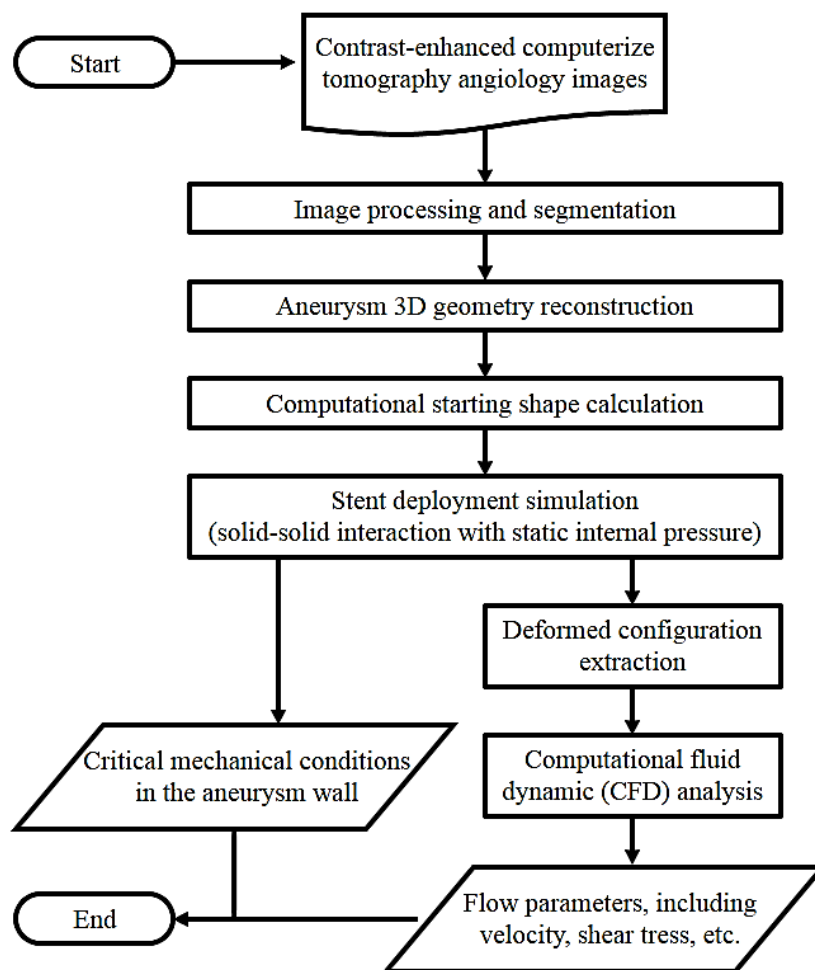 Start
Contrast-enhanced computerize
tomography angiology images
Image processing and segmentation
Aneurysm 3D geometry reconstruction
Computational starting shape calculation
Stent deployment simulation
(solid-solid interaction with static internal pressure)
Deformed configuration
extraction
Critical mechanical conditions
in the aneurysm wall
Computational fluid
dynamic (CFD) analysis
Flow parameters, including
velocity, shear tress, etc.
End